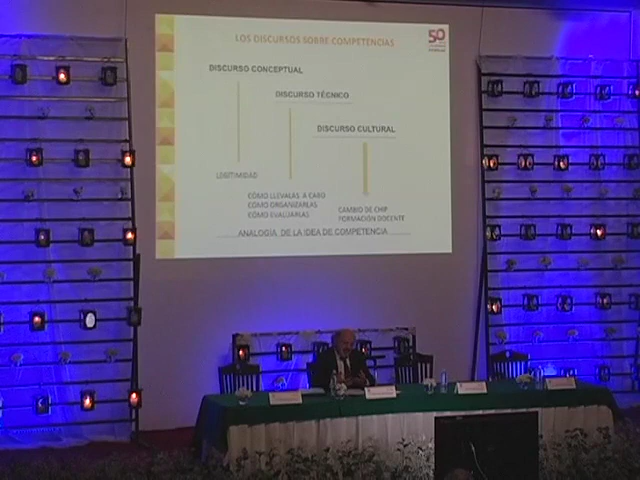 LOS DISCURSOS SOBRE COMPETENCIAS
50
DISCURSO CONCEPTUAL
DISCURSO TÉCNICO
DISCURSO CULTURAL
LEGITIMIDAD
CÓMO LLEVALAS A CABO
CÓMO ORGANIZARLAS
CÓMO EVALUARLAS
CAMBIO DE CHIP
FORMACIÓN DOCENTE
ANALOGÍA DE LA IDEA DE COMPETENCIA